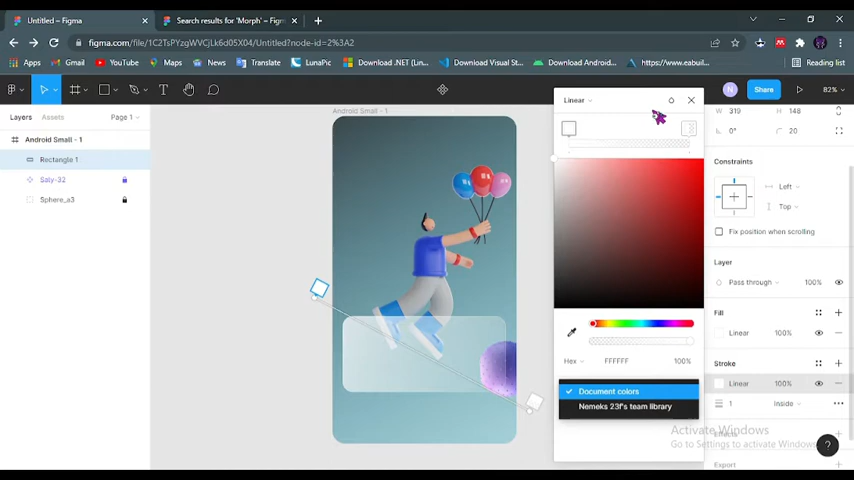 Untitled – Figma
Search results for 'Morph' – Fig
figma.com/file/1C2TsPYzgWVCjLk6d05X04/Untitled?node-id=2%3A2
Apps
Gmail
YouTube
Maps
News
Translate
LunaPic
Download .NET (Lin...
Download Visual St...
Download Android...
https://www.eabuil...
Reading list
N
Share
82%
Layers
Assets
Page 1
Android Small - 1
Rectangle 1
Saly-32
Sphere_a3
Android Small - 1
Linear
Hex
FFFFFF
100%
Document colors
Nemeks 23f's team library
W 319
H 148
0°
20
Constraints
Left
Top
Fix position when scrolling
Layer
Pass through
100%
Fill
Linear
100%
Stroke
Linear
100%
1
Inside
Effects
Export
Activate Windows
Go to Settings to activate Windows.
?